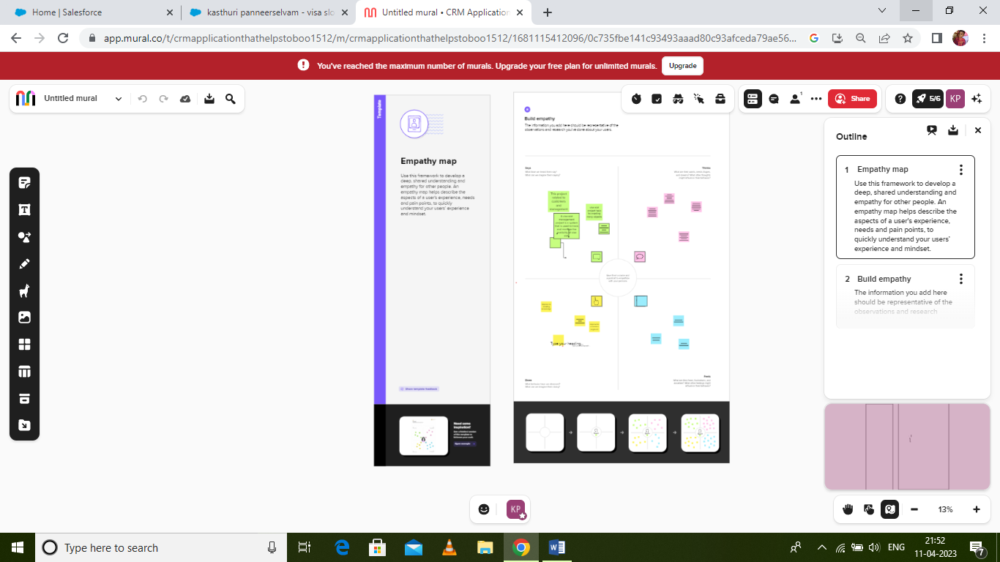 Home | Salesforce
kasthuri panneerselvam - visa slo
Untitled mural • CRM Application
app.mural.co/t/crmapplicationthathelpstoboo1512/m/crmapplicationthathelpstoboo1512/1681115412096/0c735fbe141c93493aaad80c93afceda79ae56...
You've reached the maximum number of murals. Upgrade your free plan for unlimited murals.
Upgrade
Untitled mural
1
Share
5/6
KP
Template
Empathy map
Use this framework to develop a
deep, shared understanding and
empathy for other people. An
empathy map helps describe the
aspects of a user's experience, needs
and pain points, to quickly
understand your users' experience
and mindset.
Share template feedback
Need some
inspiration?
Open example
Build empathy
The information you add here should be representative of the
observations and research you've done about your users.
Says
Thinks
This project
related to
customers
and
management
Does
Feels
Type your heading...
Outline
1 Empathy map
Use this framework to develop a
deep, shared understanding and
empathy for other people. An
empathy map helps describe the
aspects of a user's experience,
needs and pain points, to
quickly understand your users'
experience and mindset.
2 Build empathy
The information you add here
should be representative of the
observations and research
KP
13%
Type here to search
ENG
21:52
11-04-2023
7